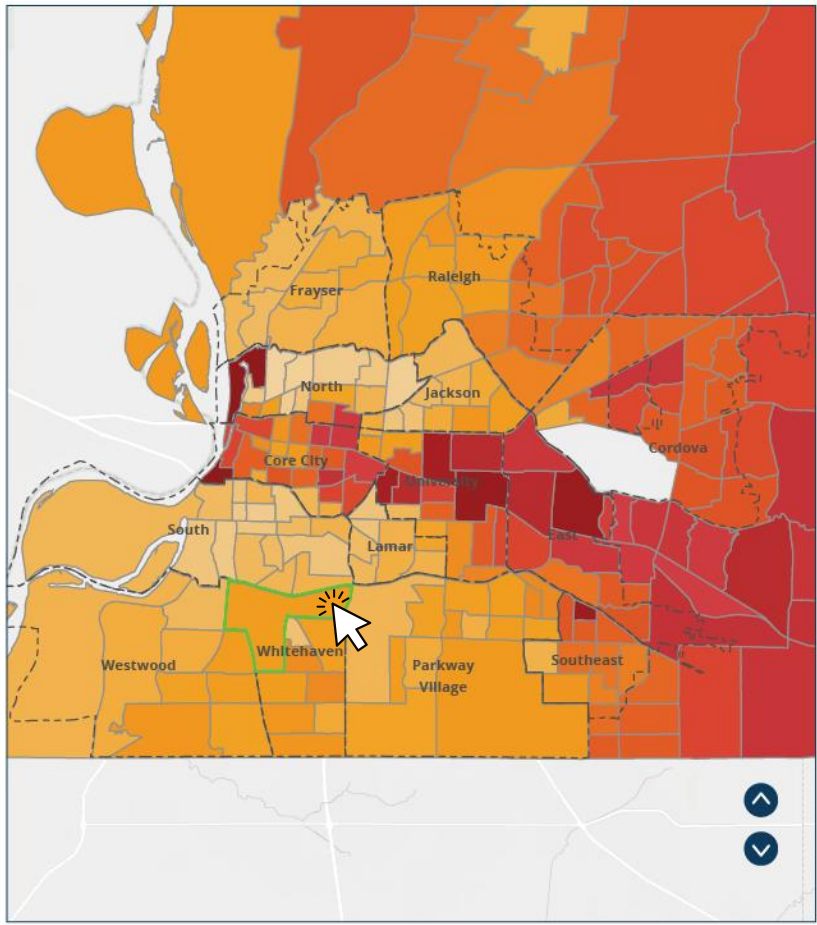 Frayser
Raleigh
North
Jackson
Core City
Cordova
University
South
Lamar
East
Westwood
Whitehaven
Parkway
Village
Southeast